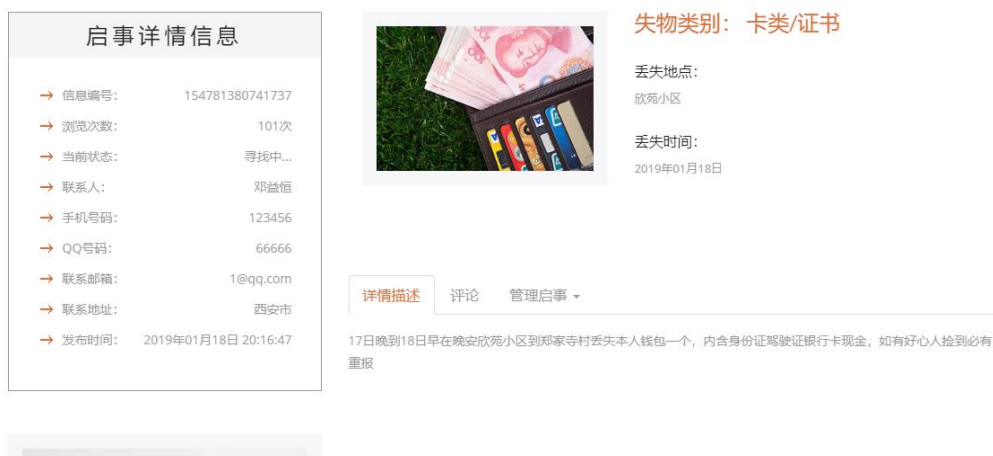 启事详情信息
信息编号： 154781380741737
浏览次数： 101次
当前状态： 寻找中...
联系人： 邓益恒
手机号码： 123456
QQ号码： 66666
联系邮箱： 1@qq.com
联系地址： 西安市
发布时间： 2019年01月18日 20:16:47
失物类别： 卡类/证书
丢失地点：
欣苑小区
丢失时间：
2019年01月18日
详情描述 评论 管理启事
17日晚到18日早在晚安欣苑小区到郑家寺村丢失本人钱包一个，内含身份证驾驶证银行卡现金，如有好心人捡到必有
重报